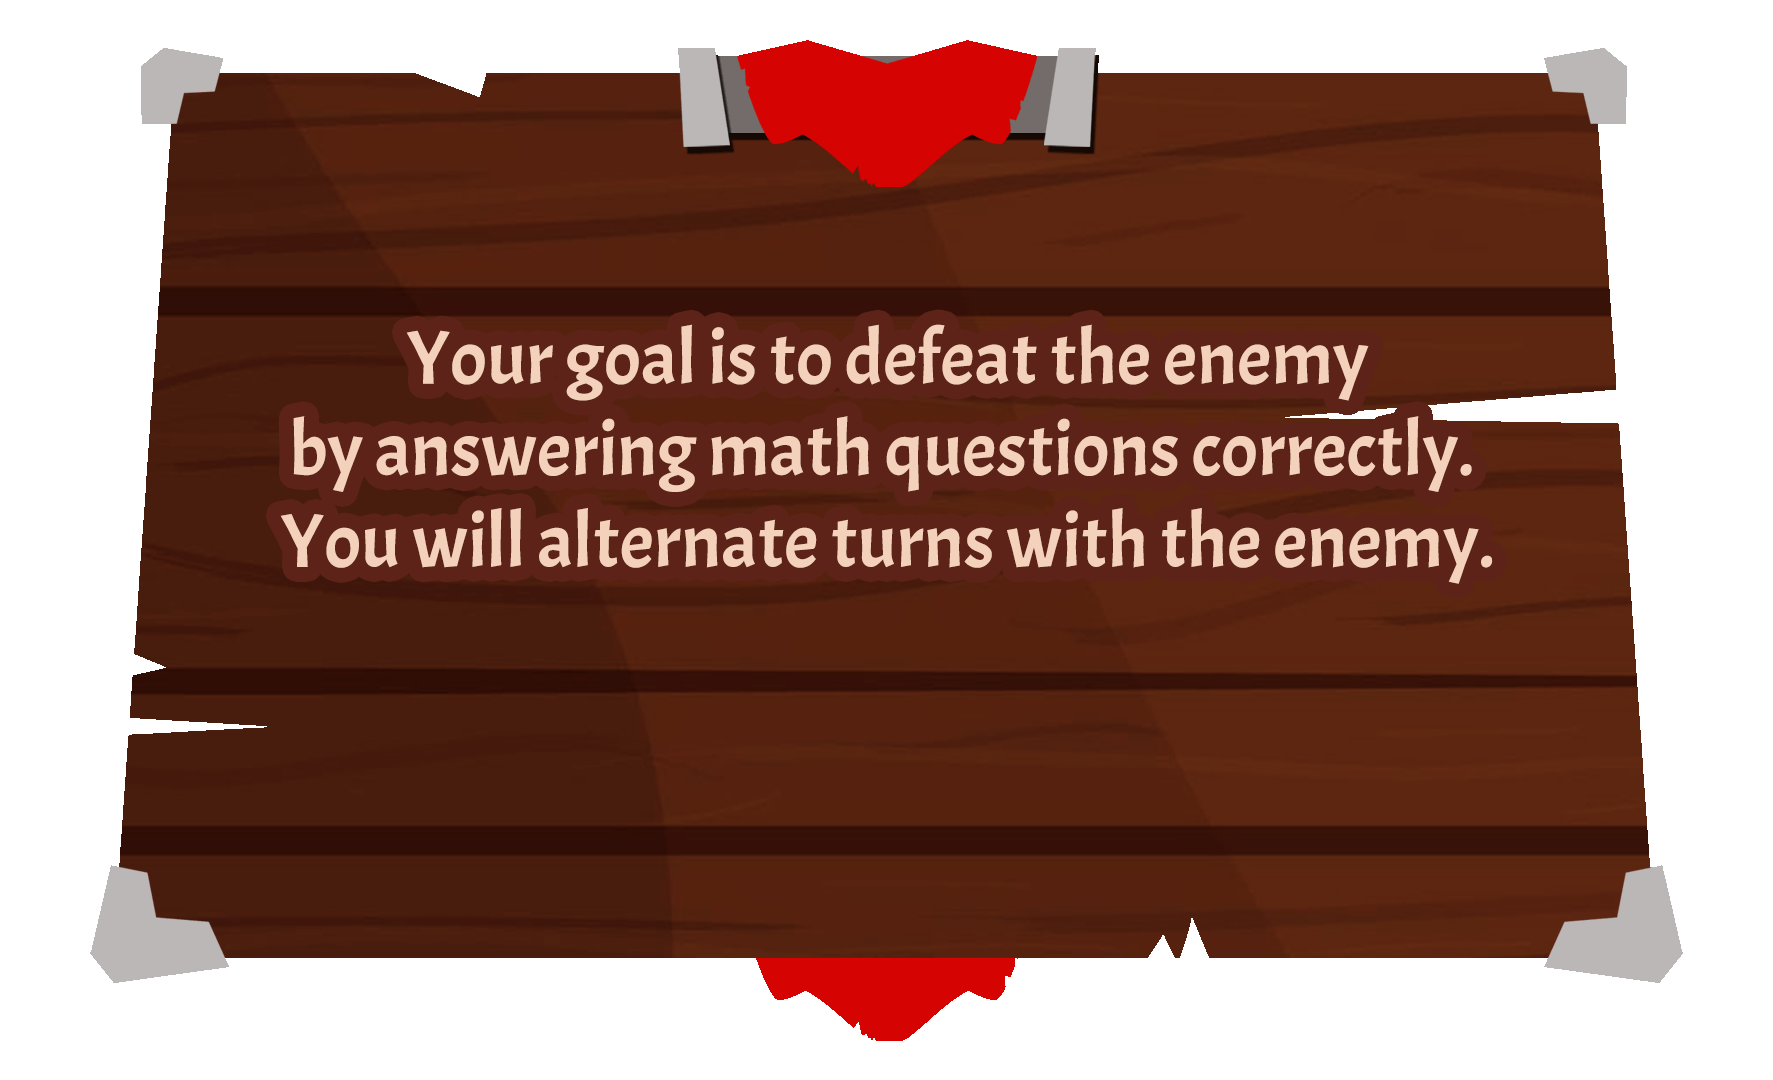 Your goal is to defeat the enemy
by answering math questions correctly.
You will alternate turns with the enemy.